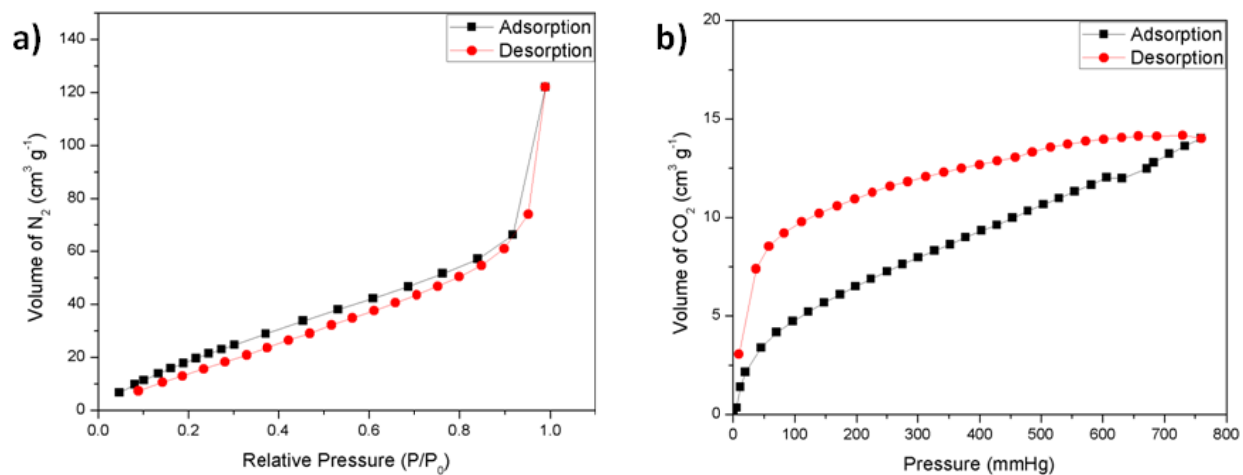 a)
Adsorption
Desorption
Volume of N₂ (cm³ g⁻¹)
140
120
100
80
60
40
20
0
0.0
0.2
0.4
0.6
0.8
1.0
Relative Pressure (P/P₀)
b)
Adsorption
Desorption
Volume of CO₂ (cm³ g⁻¹)
20
15
10
5
0
0
100
200
300
400
500
600
700
800
Pressure (mmHg)